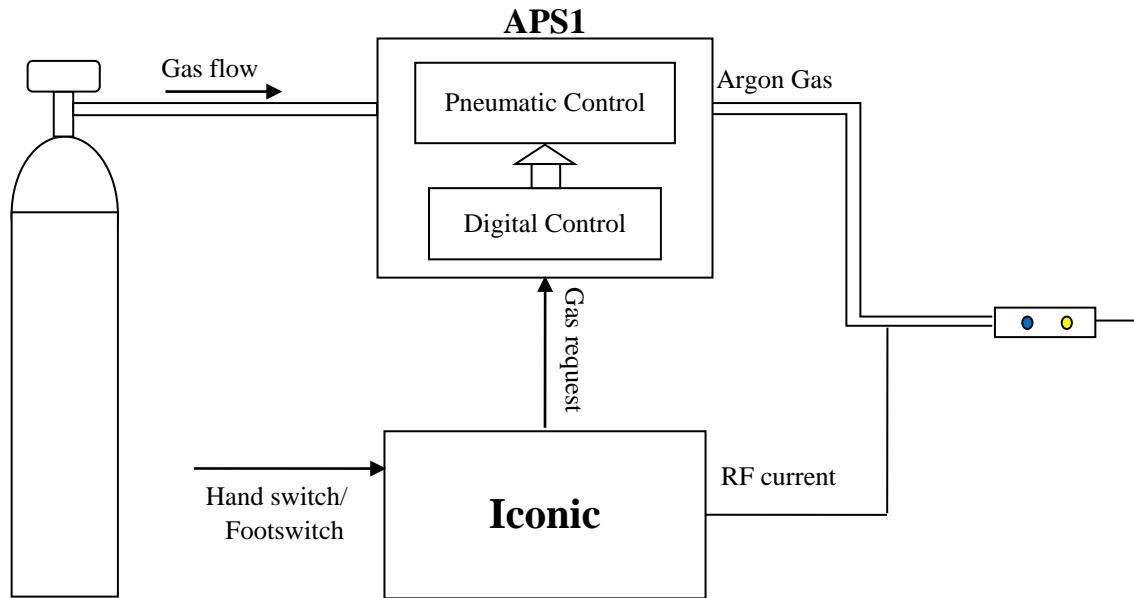 APS1
Gas flow
Pneumatic Control
Argon Gas
Digital Control
Gas request
Hand switch/
Footswitch
Iconic
RF current